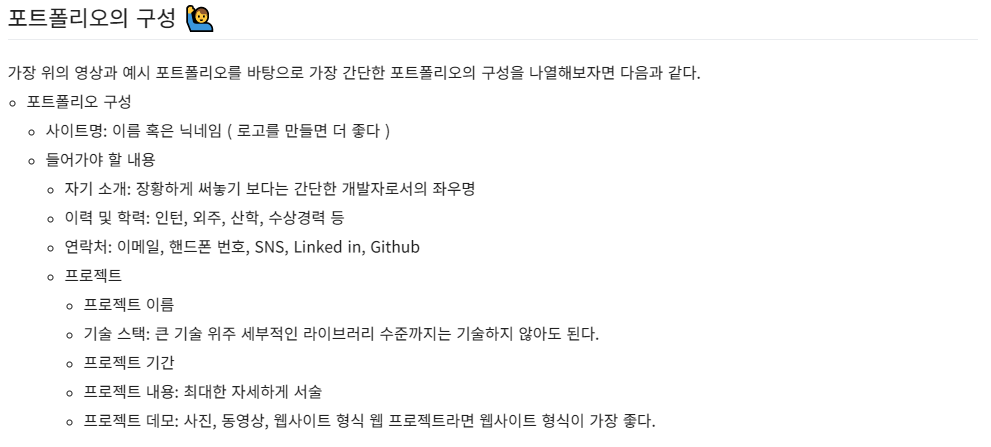 포트폴리오의 구성 🙋
가장 위의 영상과 예시 포트폴리오를 바탕으로 가장 간단한 포트폴리오의 구성을 나열해보자면 다음과 같다.
포트폴리오 구성
사이트명: 이름 혹은 닉네임 ( 로고를 만들면 더 좋다 )
들어가야 할 내용
자기 소개: 장황하게 써놓기 보다는 간단한 개발자로서의 좌우명
이력 및 학력: 인턴, 외주, 산학, 수상경력 등
연락처: 이메일, 핸드폰 번호, SNS, Linked in, Github
프로젝트
프로젝트 이름
기술 스택: 큰 기술 위주 세부적인 라이브러리 수준까지는 기술하지 않아도 된다.
프로젝트 기간
프로젝트 내용: 최대한 자세하게 서술
프로젝트 데모: 사진, 동영상, 웹사이트 형식 웹 프로젝트라면 웹사이트 형식이 가장 좋다.